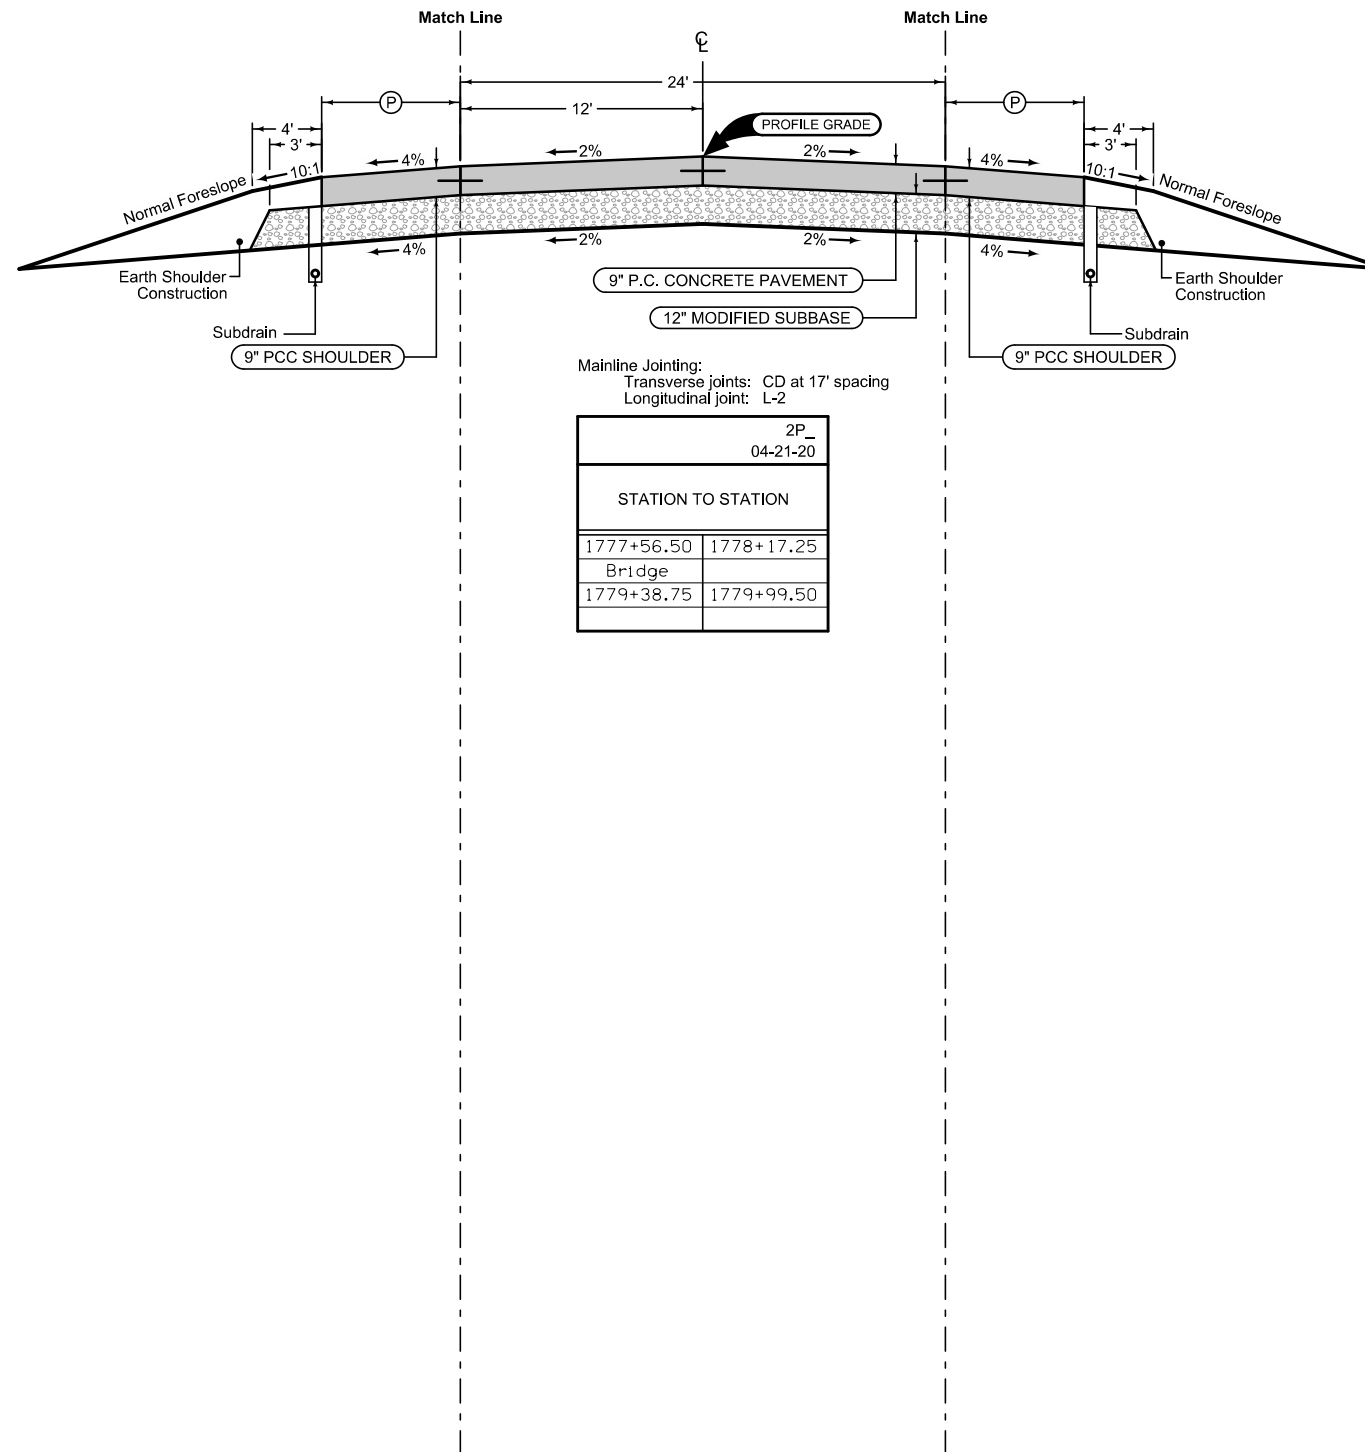 Match Line
Match Line
℄
24'
P
P
12'
4'
4'
PROFILE GRADE
3'
3'
2%
2%
4%
4%
10:1
10:1
Normal Foreslope
Normal Foreslope
2%
2%
4%
4%
Earth Shoulder
Construction
9" P.C. CONCRETE PAVEMENT
Earth Shoulder
Construction
12" MODIFIED SUBBASE
Subdrain
Subdrain
9" PCC SHOULDER
9" PCC SHOULDER
Mainline Jointing:
Transverse joints: CD at 17' spacing
Longitudinal joint: L-2
2P_
04-21-20
STATION TO STATION
1777+56.50 1778+17.25
Bridge
1779+38.75 1779+99.50